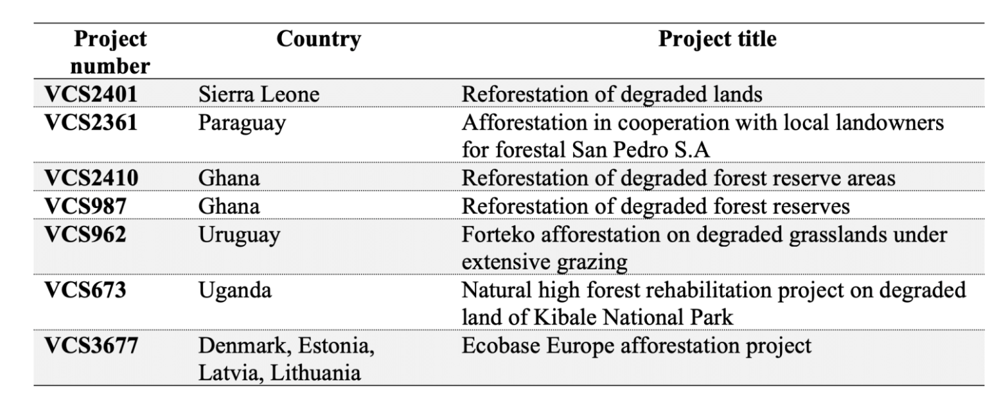 Project number Country Project title
VCS2401 Sierra Leone Reforestation of degraded lands
VCS2361 Paraguay Afforestation in cooperation with local landowners
for forestal San Pedro S.A
VCS2410 Ghana Reforestation of degraded forest reserve areas
VCS987 Ghana Reforestation of degraded forest reserves
VCS962 Uruguay Forteko afforestation on degraded grasslands under
extensive grazing
VCS673 Uganda Natural high forest rehabilitation project on degraded
land of Kibale National Park
VCS3677 Denmark, Estonia, Ecobase Europe afforestation project
Latvia, Lithuania